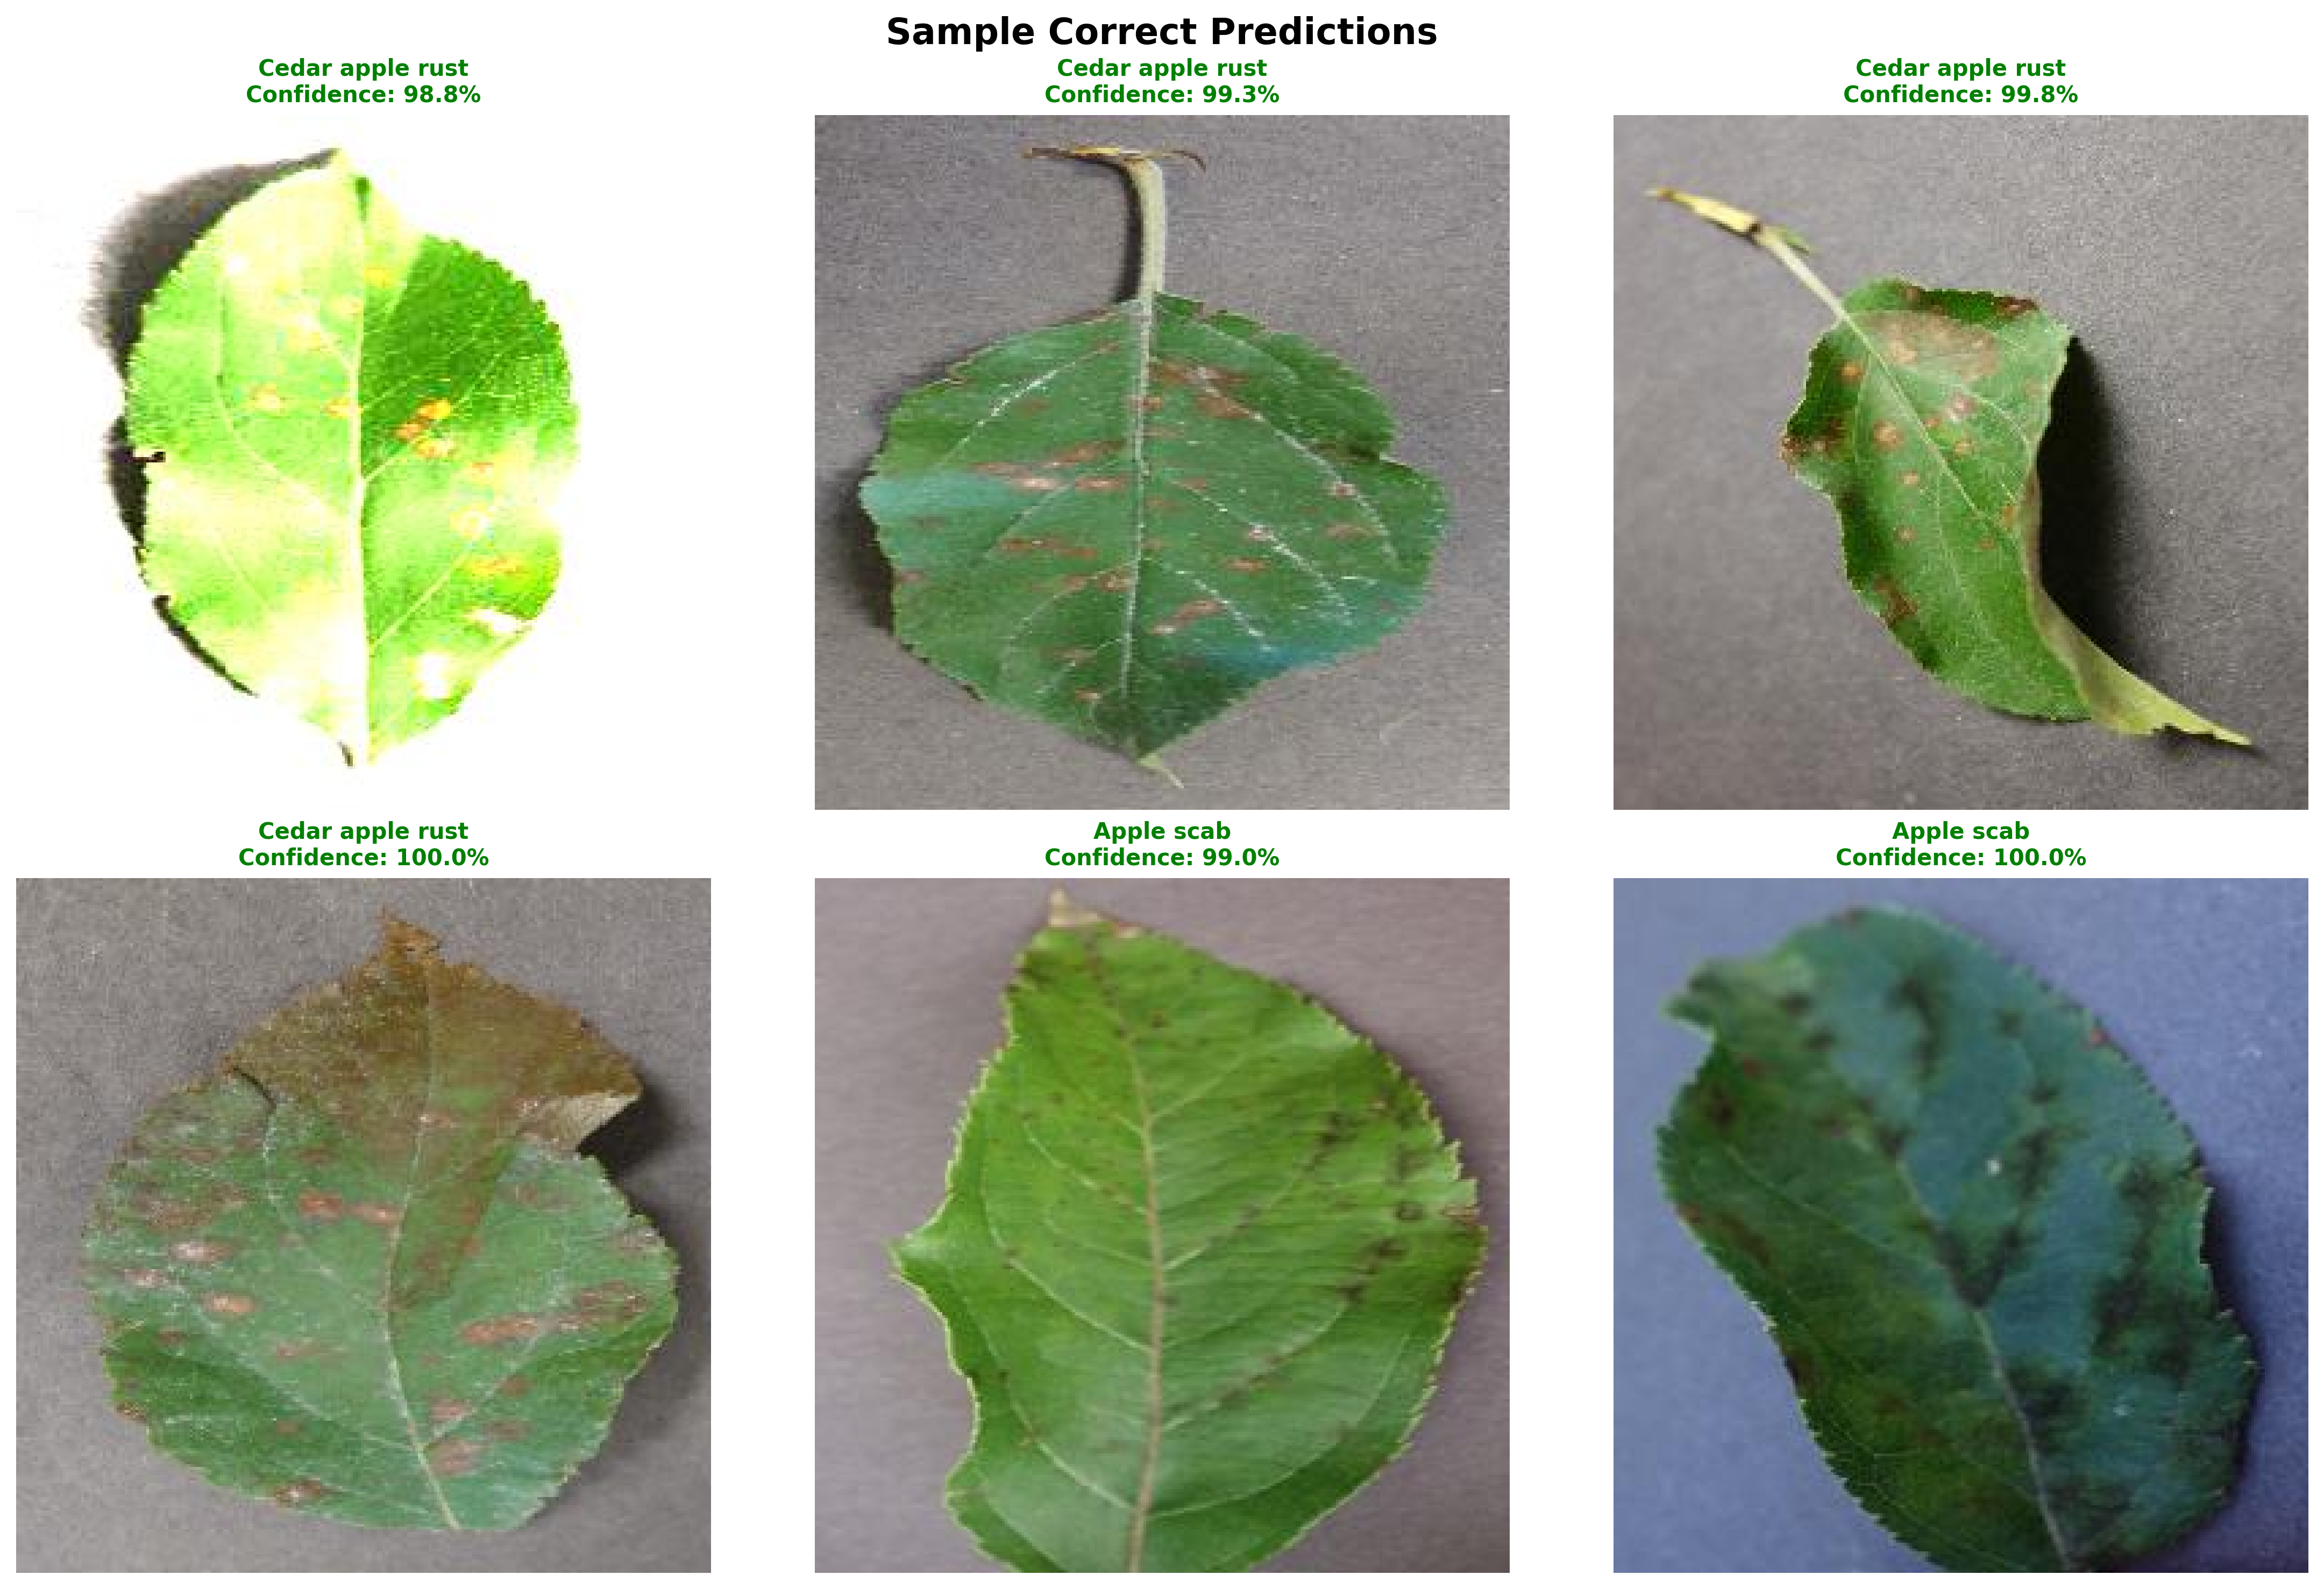 Sample Correct Predictions
Cedar apple rust
Confidence: 98.8%
Cedar apple rust
Confidence: 99.3%
Cedar apple rust
Confidence: 99.8%
Cedar apple rust
Confidence: 100.0%
Apple scab
Confidence: 99.0%
Apple scab
Confidence: 100.0%